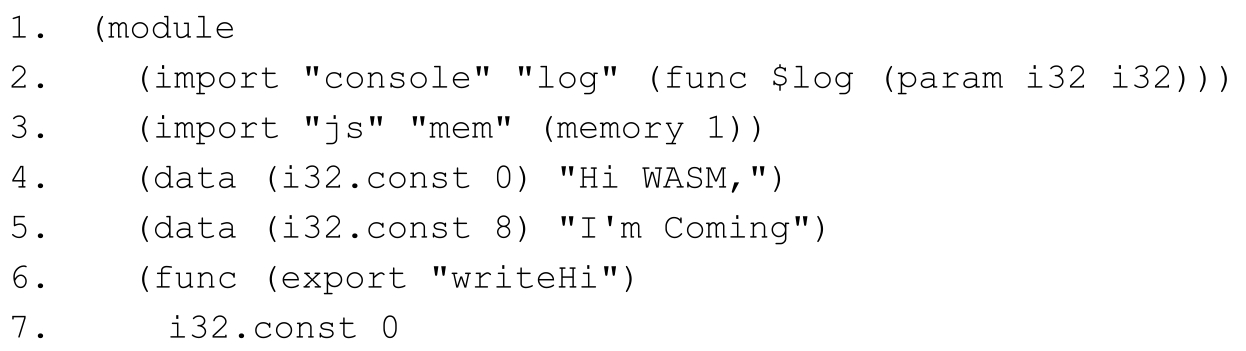 1. (module
2. (import "console" "log" (func $log (param i32 i32)))
3. (import "js" "mem" (memory 1))
4. (data (i32.const 0) "Hi WASM,")
5. (data (i32.const 8) "I'm Coming")
6. (func (export "writeHi")
7. i32.const 0